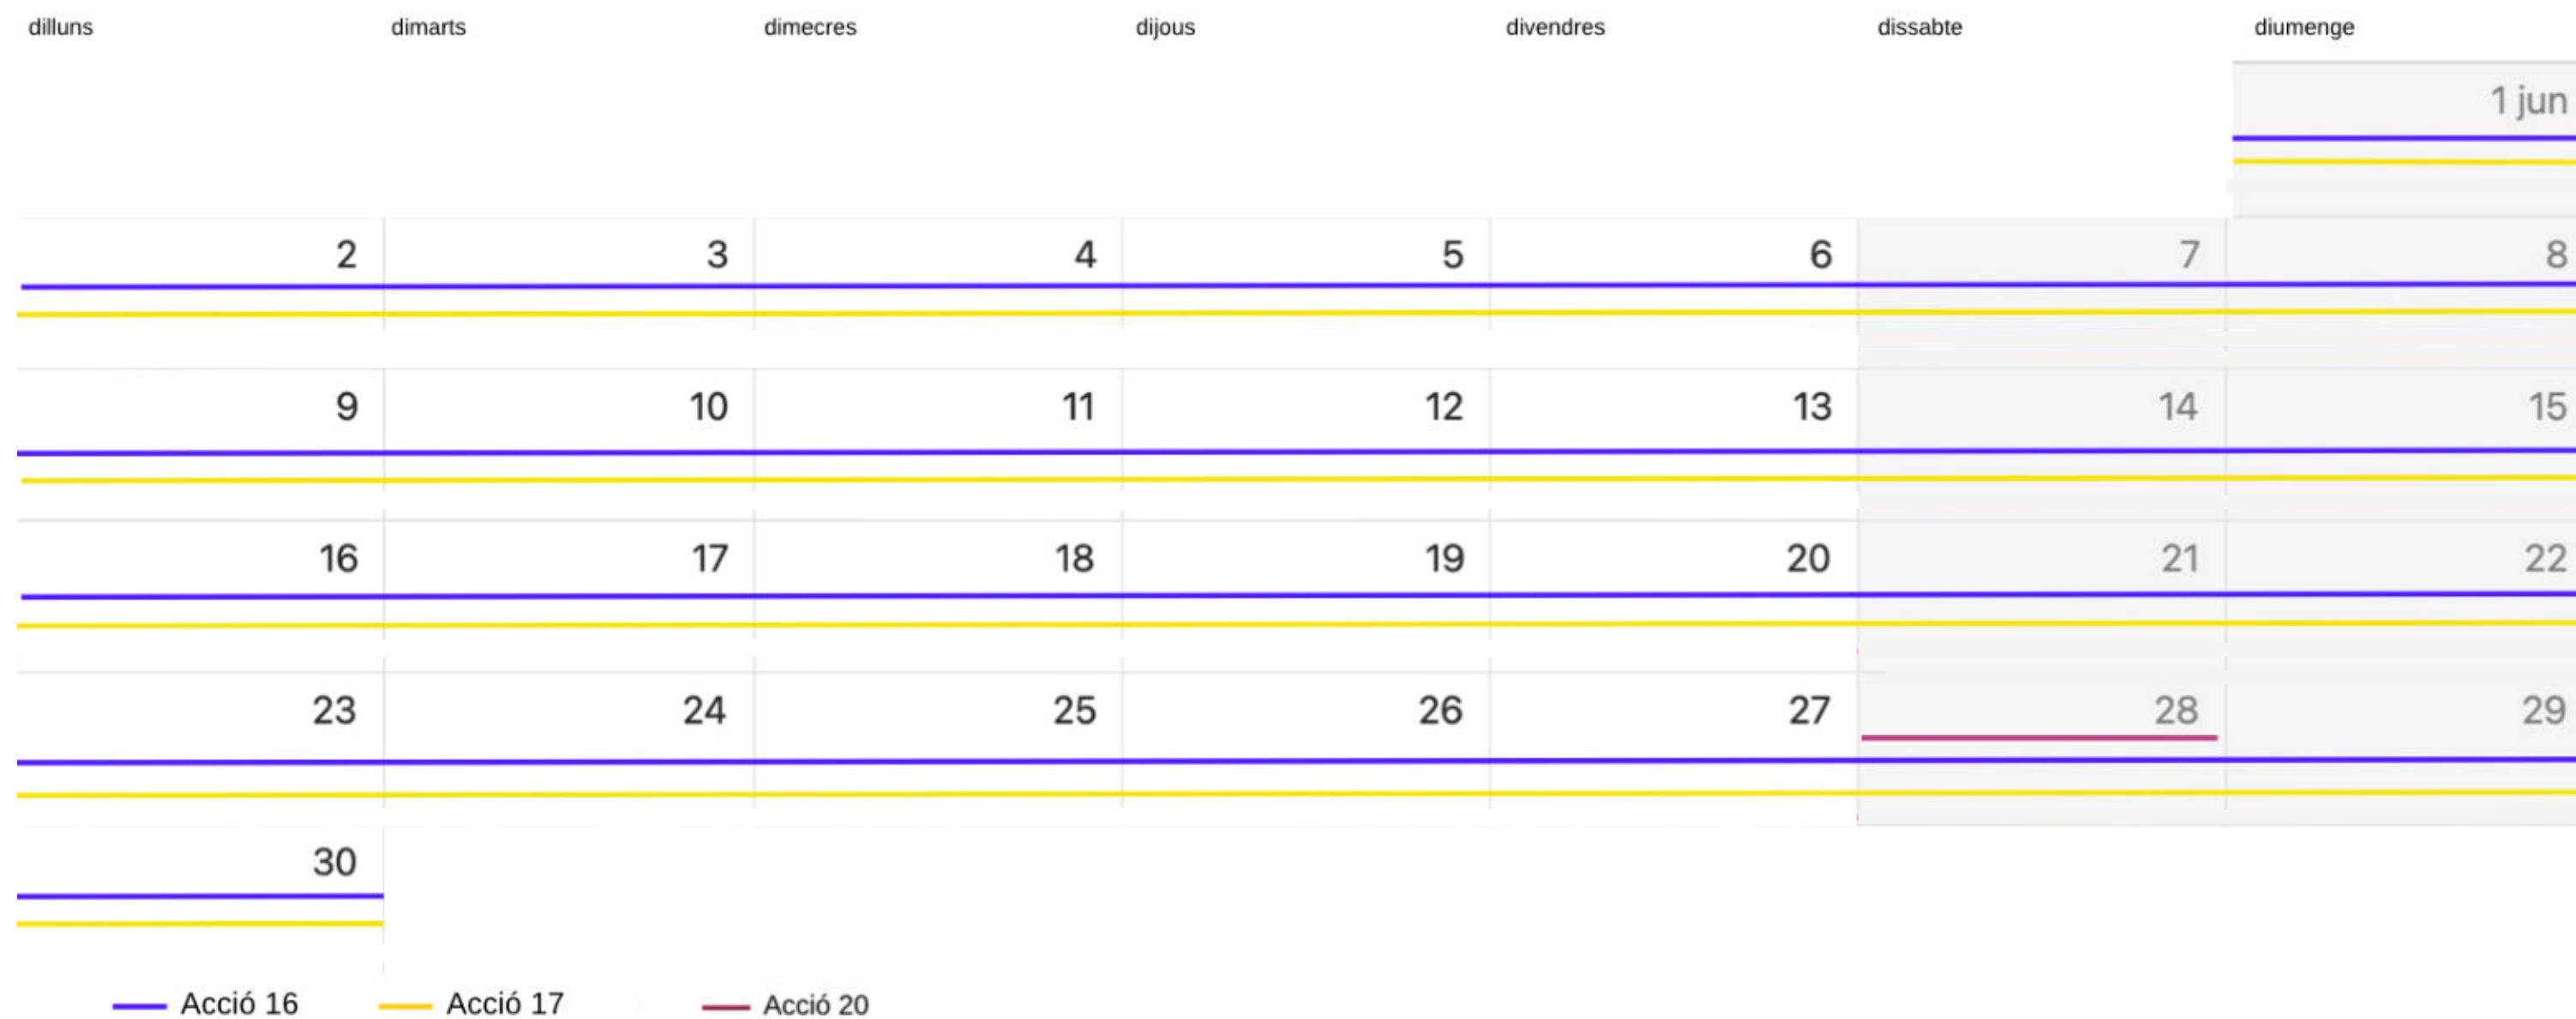 dilluns dimarts dimecres dijous divendres dissabte diumenge
1 jun
2 3 4 5 6 7 8
9 10 11 12 13 14 15
16 17 18 19 20 21 22
23 24 25 26 27 28 29
30
Acció 16 Acció 17 Acció 20